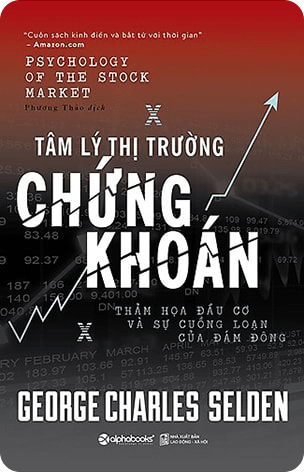 “Cuốn sách kinh điển và bất tử với thời gian”
– Amazon.com
PSYCHOLOGY
OF THE STOCK
MARKET
Phương Thảo dịch
TÂM LÝ THỊ TRƯỜNG
CHỨNG
KHOÁN
THẢM HỌA ĐẦU CƠ
VÀ SỰ CUỒNG LOẠN
CỦA ĐÁM ĐÔNG
GEORGE CHARLES SELDEN
alphabooks
NHÀ XUẤT BẢN
LAO ĐỘNG - XÃ HỘI